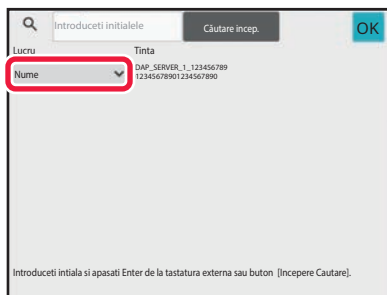 Introduceti initialele
Căutare incep.
OK
Lucru
Tinta
Nume
DAP_SERVER_1_123456789
12345678901234567890
Introduceti intiala si apasati Enter de la tastatura externa sau buton [Incepere Cautare].